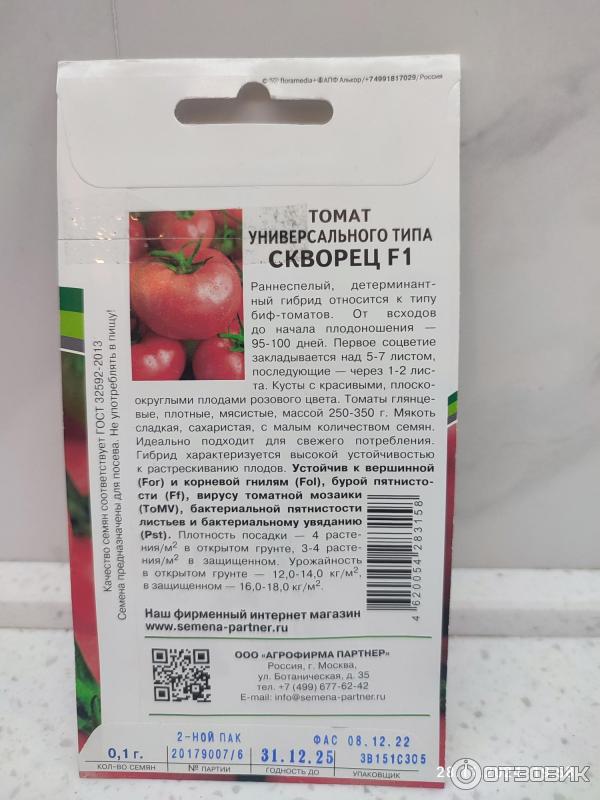 © floramedia+ АПФ Алькор/+74991817029/Россия
ТОМАТ
УНИВЕРСАЛЬНОГО ТИПА
СКВОРЕЦ F1
Раннеспелый, детерминант-
ный гибрид относится к типу
биф-томатов. От всходов
до начала плодоношения —
95-100 дней. Первое соцветие
закладывается над 5-7 листом,
последующие — через 1-2 лис-
та. Кусты с красивыми, плоско-
округлыми плодами розового цвета. Томаты глянце-
вые, плотные, мясистые, массой 250-350 г. Мякоть
сладкая, сахаристая, с малым количеством семян.
Идеально подходит для свежего потребления.
Гибрид характеризуется высокой устойчивостью
к растрескиванию плодов. Устойчив к вершинной
(For) и корневой гнилям (Fol), бурой пятнисто-
сти (Ff), вирусу томатной мозаики
(ToMV), бактериальной пятнистости
листьев и бактериальному увяданию
(Pst). Плотность посадки — 4 расте-
ния/м² в открытом грунте, 3-4 расте-
ния/м² в защищенном. Урожайность
в открытом грунте — 12,0-14,0 кг/м²,
в защищенном — 16,0-18,0 кг/м².
Качество семян соответствует ГОСТ 32592-2013
Семена предназначены для посева. Не употреблять в пищу!
4 620054 283158
Наш фирменный интернет магазин
www.semena-partner.ru
ООО «АГРОФИРМА ПАРТНЕР»
Россия, г. Москва,
ул. Ботаническая, д. 35
тел. +7 (499) 677-62-42
E-mail: info@semena-partner.ru
2-НОЙ ПАК ФАС 08.12.22
0,1 г. 20179007/6 31.12.25 3В151С305
КОЛ-ВО СЕМЯН № ПАРТИИ ГОДНОСТЬ ДО УПАКОВЩИК
ОТЗОВИК